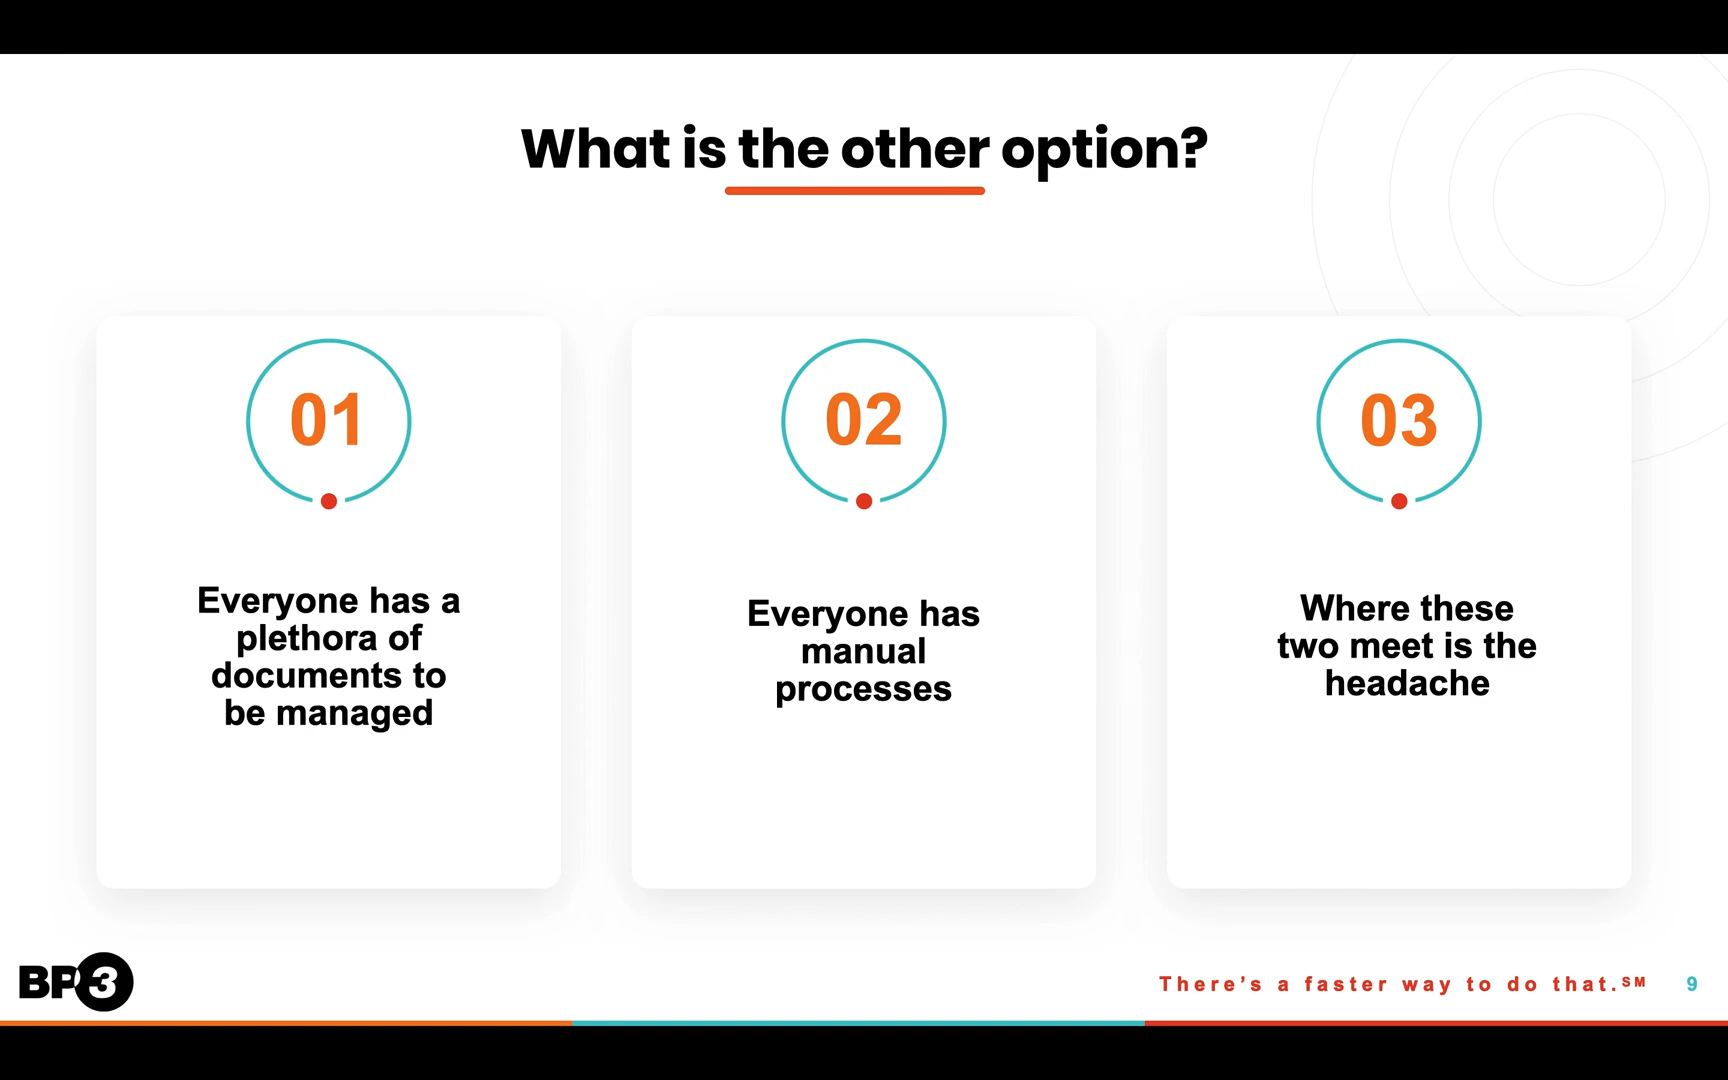 What is the other option?
01
Everyone has a
plethora of
documents to
be managed
02
Everyone has
manual
processes
03
Where these
two meet is the
headache
BP3
There's a faster way to do that.℠
9